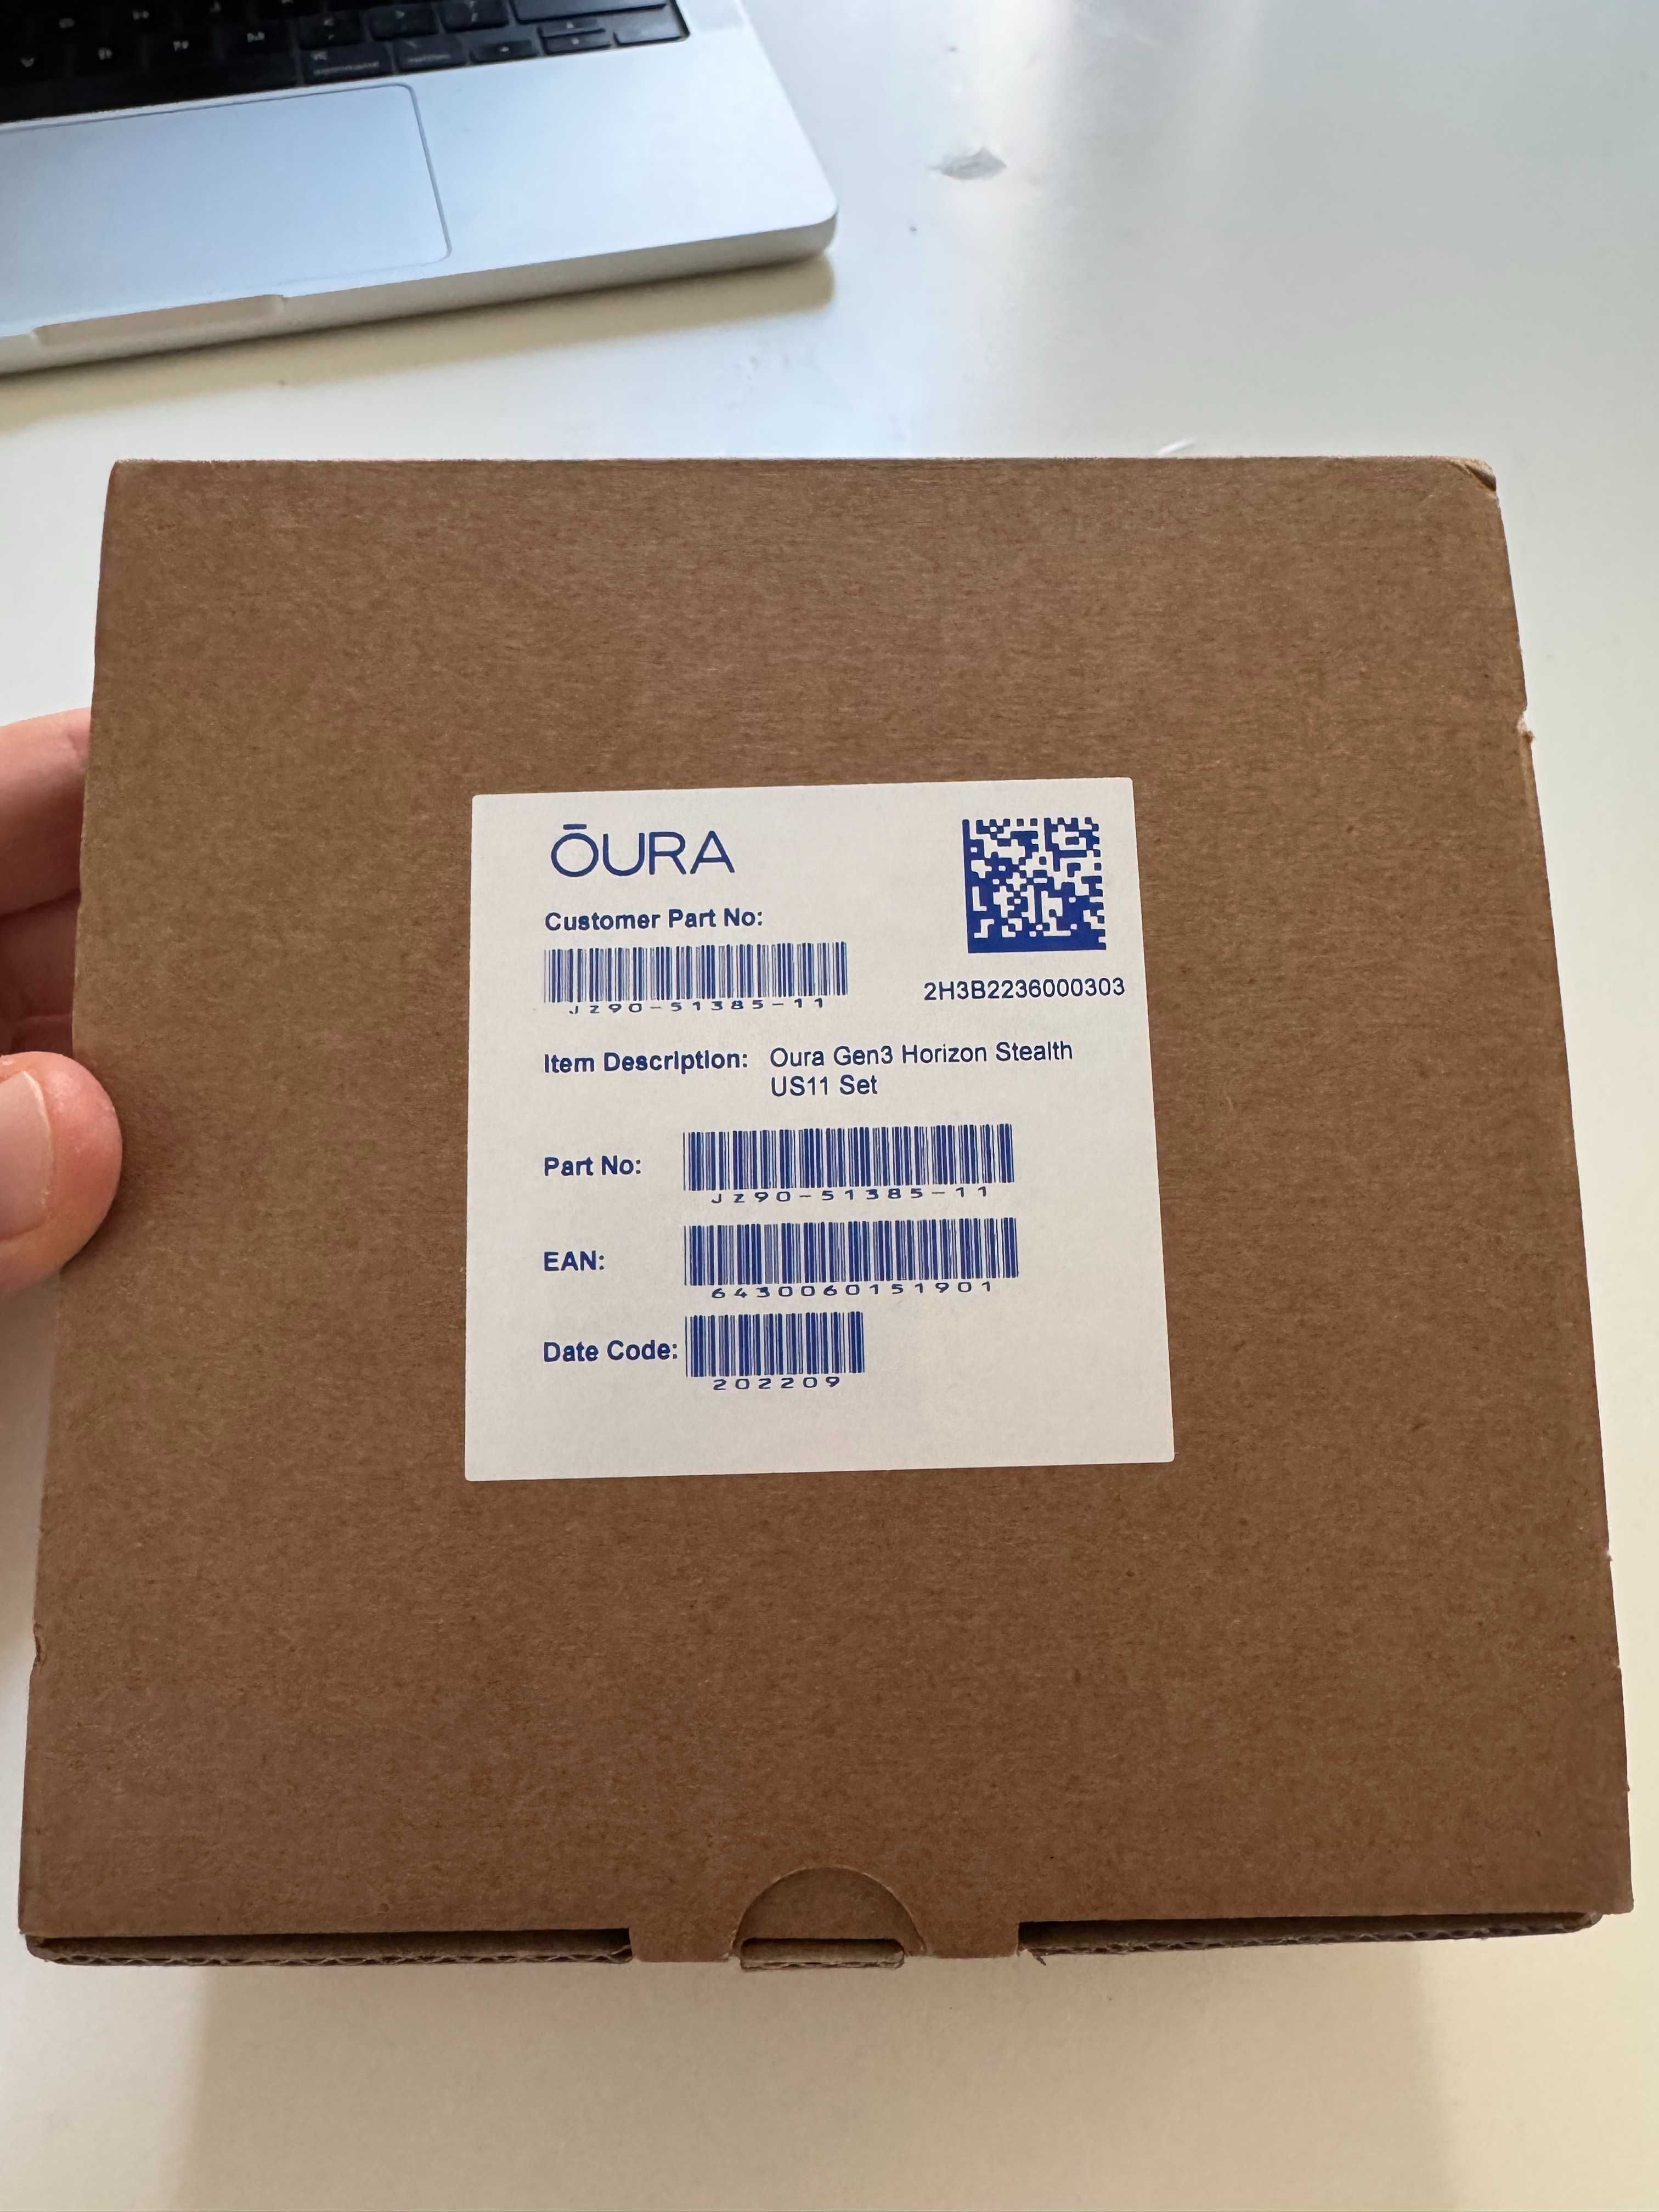 ŌURA
Customer Part No:
JZ90-51385-11
2H3B2236000303
Item Description: Oura Gen3 Horizon Stealth
US11 Set
Part No:
JZ90-51385-11
EAN:
6430060151901
Date Code:
202209